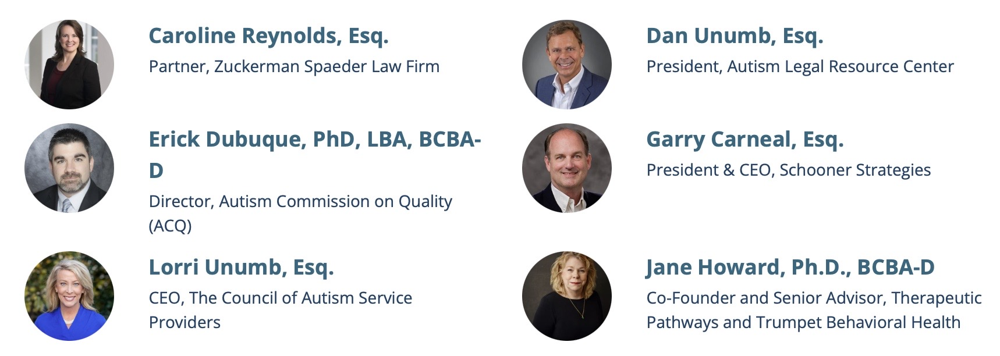 Caroline Reynolds, Esq.
Partner, Zuckerman Spaeder Law Firm
Dan Unumb, Esq.
President, Autism Legal Resource Center
Erick Dubuque, PhD, LBA, BCBA-
D
Director, Autism Commission on Quality
(ACQ)
Garry Carneal, Esq.
President & CEO, Schooner Strategies
Lorri Unumb, Esq.
CEO, The Council of Autism Service
Providers
Jane Howard, Ph.D., BCBA-D
Co-Founder and Senior Advisor, Therapeutic
Pathways and Trumpet Behavioral Health